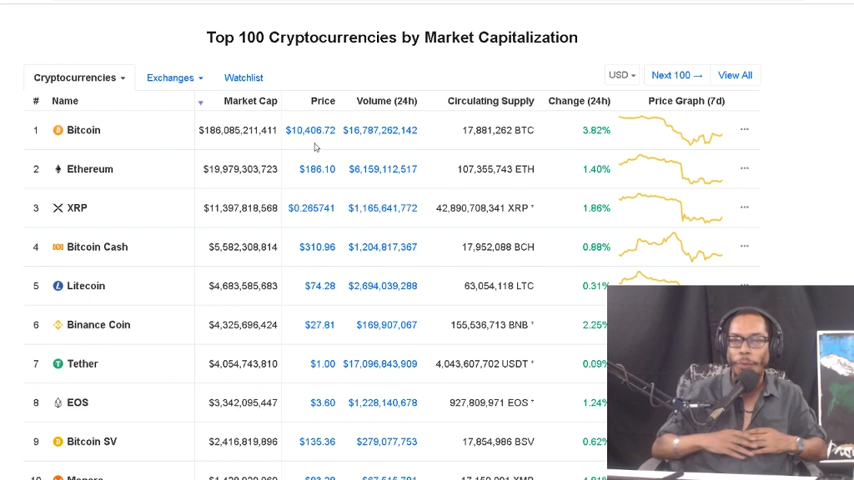 Top 100 Cryptocurrencies by Market Capitalization
Cryptocurrencies Exchanges Watchlist USD Next 100 → View All
# Name Market Cap Price Volume (24h) Circulating Supply Change (24h) Price Graph (7d)
1 Bitcoin $186,085,211,411 $10,406.72 $16,787,262,142 17,881,262 BTC 3.82%
2 Ethereum $19,979,303,723 $186.10 $6,159,112,517 107,355,743 ETH 1.40%
3 XRP $11,397,818,568 $0.265741 $1,165,641,772 42,890,708,341 XRP * 1.86%
4 Bitcoin Cash $5,582,308,814 $310.96 $1,204,817,367 17,952,088 BCH 0.88%
5 Litecoin $4,683,585,683 $74.28 $2,694,039,288 63,054,118 LTC 0.31%
6 Binance Coin $4,325,696,424 $27.81 $169,907,067 155,536,713 BNB * 2.25%
7 Tether $4,054,743,810 $1.00 $17,096,843,909 4,043,607,702 USDT * 0.09%
8 EOS $3,342,095,447 $3.60 $1,228,140,678 927,809,971 EOS * 1.24%
9 Bitcoin SV $2,416,819,896 $135.36 $279,077,753 17,854,986 BSV 0.62%
10 Monero